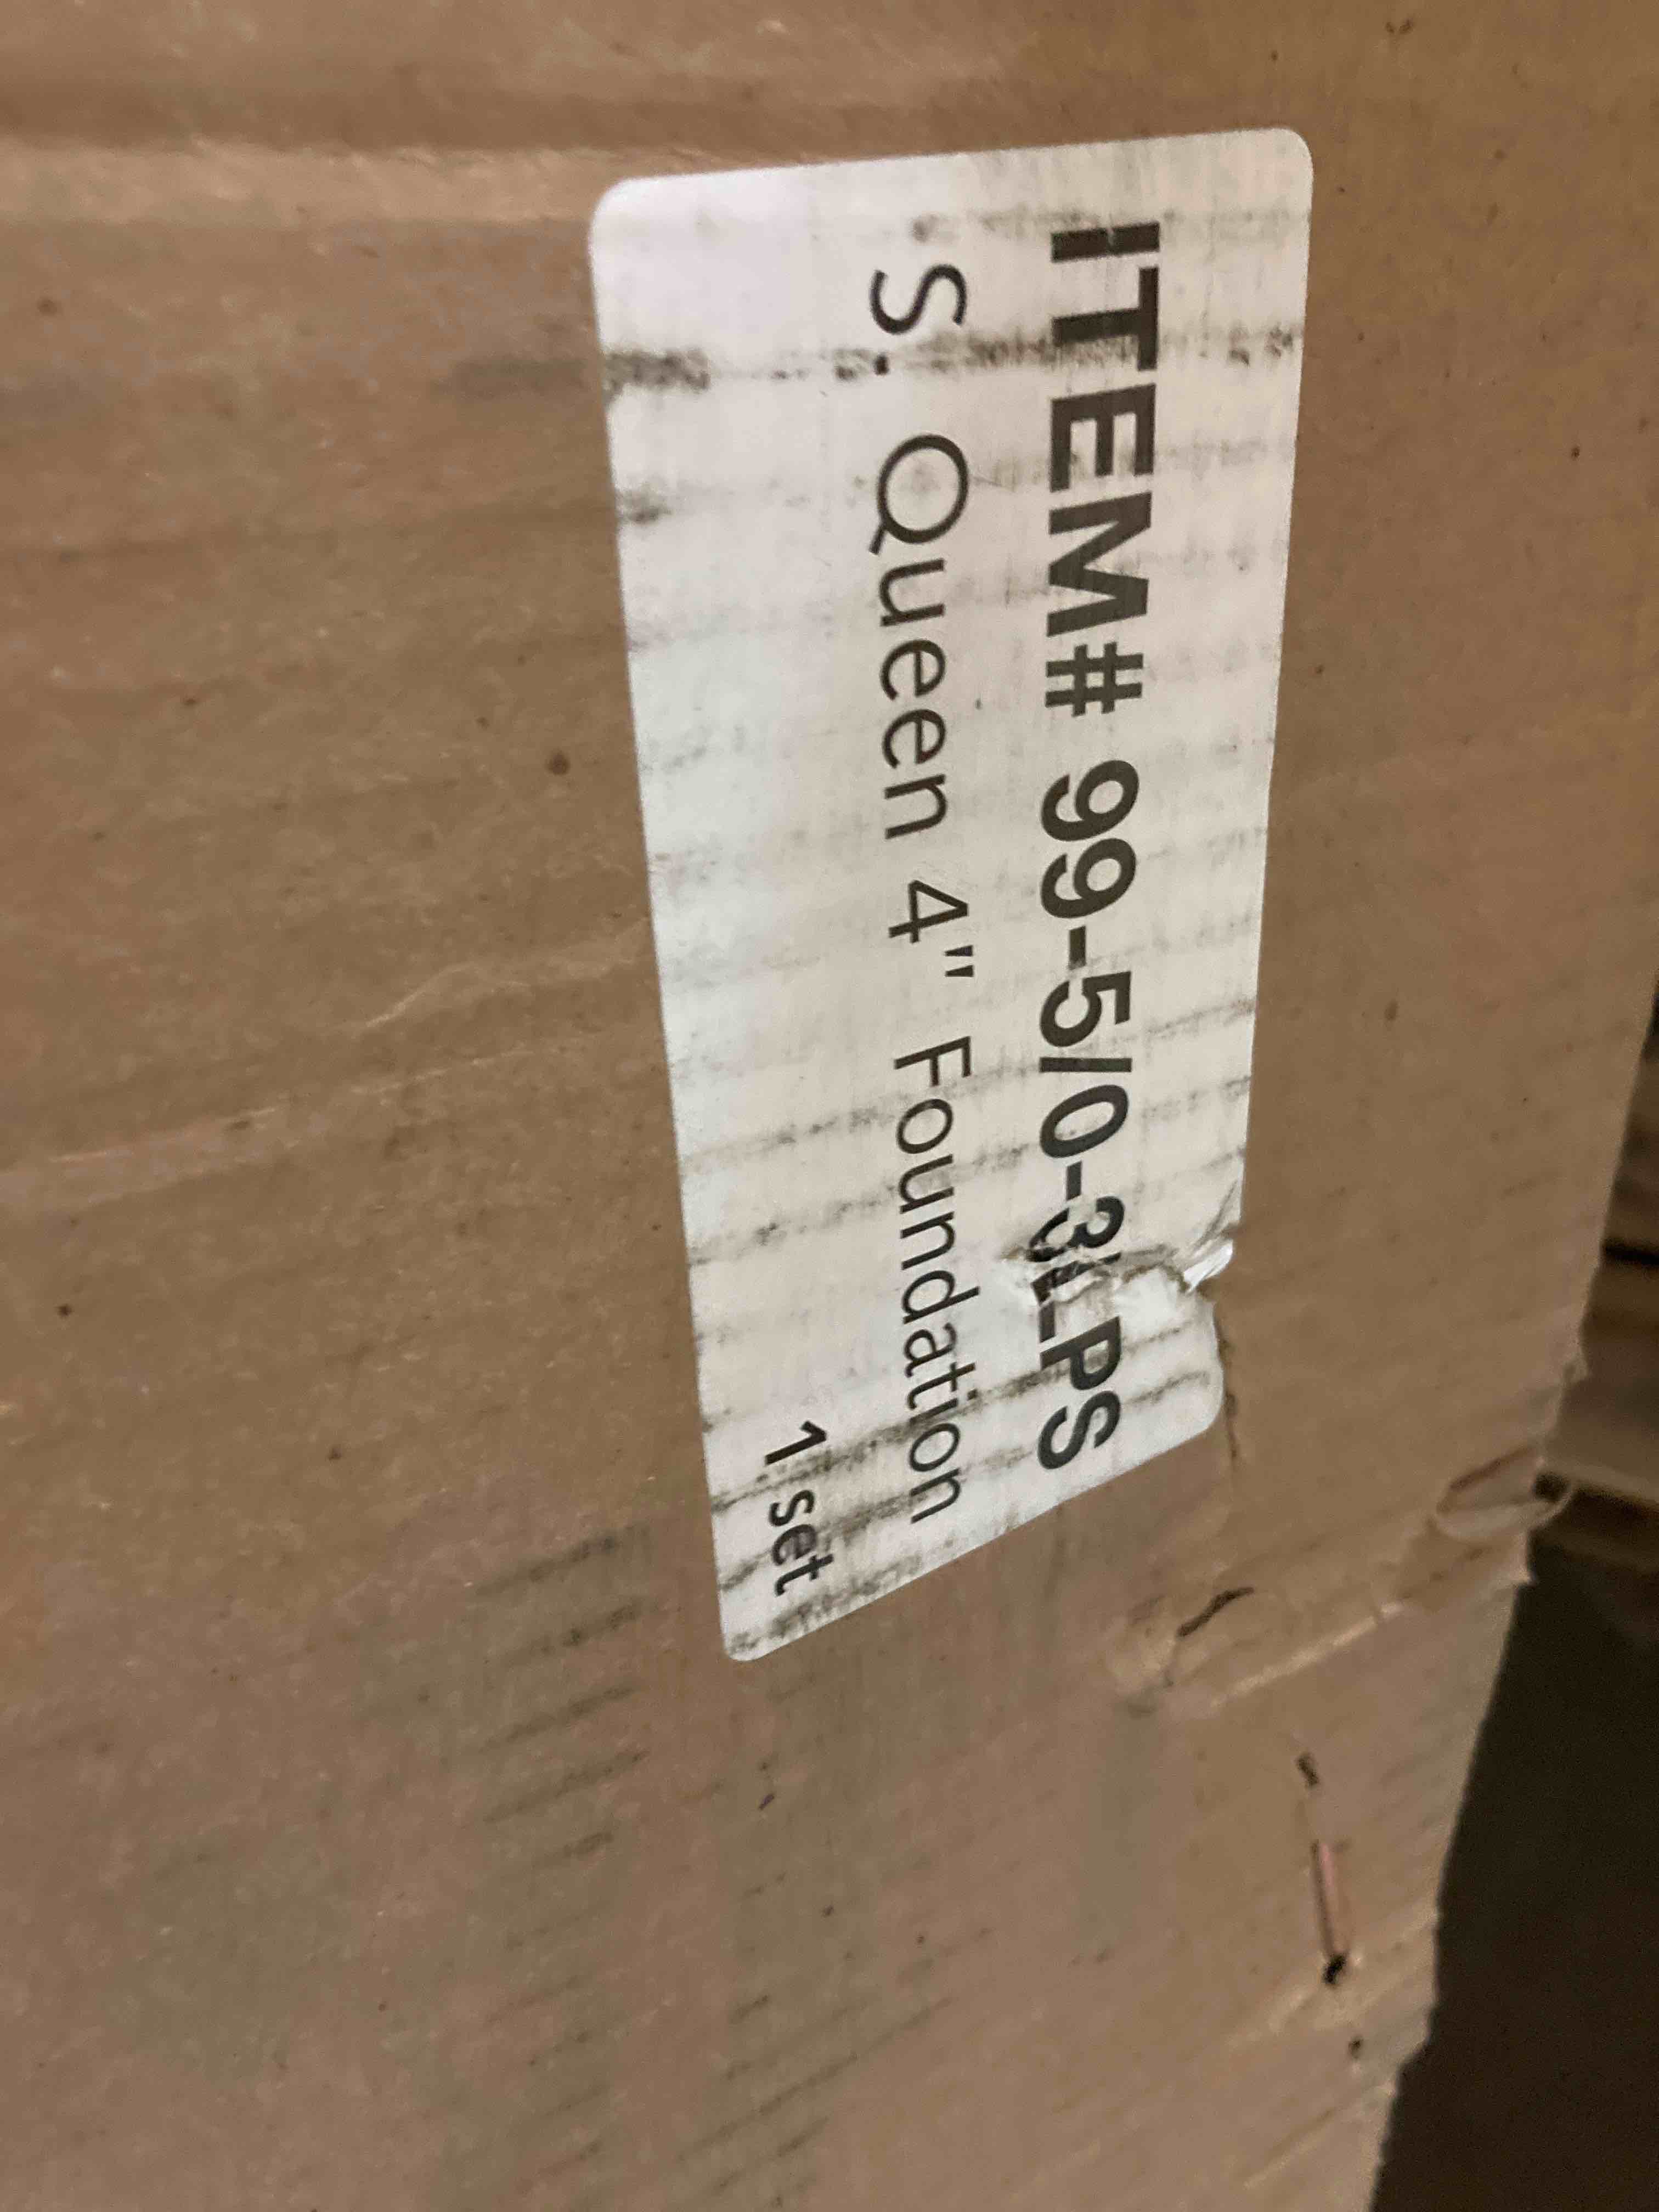 ITEM# 99-5/0-3LPS
S. Queen 4" Foundation
1 set